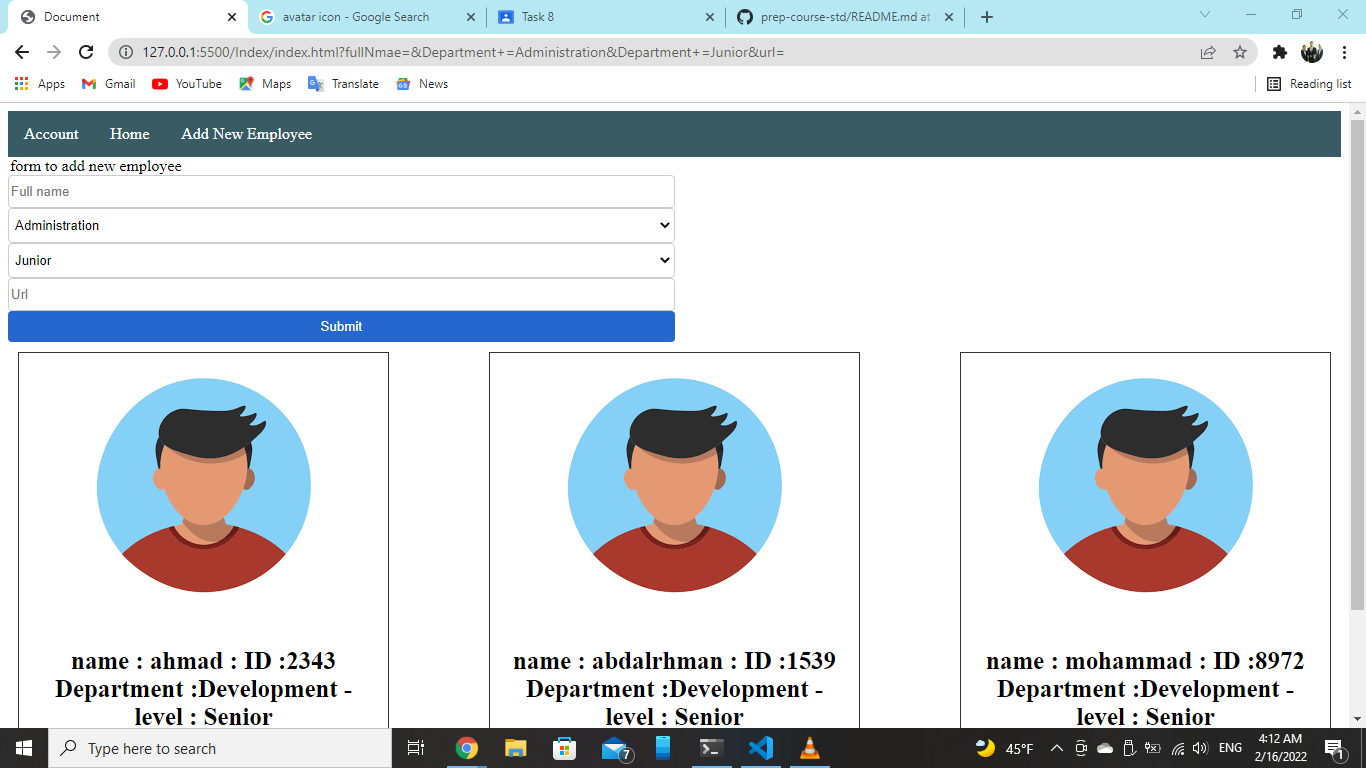 Document
avatar icon - Google Search
Task 8
prep-course-std/README.md at
127.0.0.1:5500/Index/index.html?fullNmae=&Department+=Administration&Department+=Junior&url=
Apps
Gmail
YouTube
Maps
Translate
News
Reading list
Account
Home
Add New Employee
form to add new employee
Full name
Administration
Junior
Url
Submit
name : ahmad : ID :2343
Department :Development -
level : Senior
name : abdalrhman : ID :1539
Department :Development -
level : Senior
name : mohammad : ID :8972
Department :Development -
level : Senior
Type here to search
7
45°F
ENG
4:12 AM
2/16/2022
1